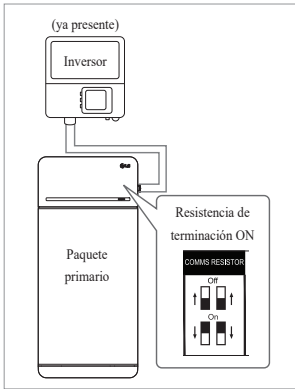 (ya presente)
Inversor
Resistencia de
terminación ON
COMMS RESISTOR
Off
On
Paquete
primario